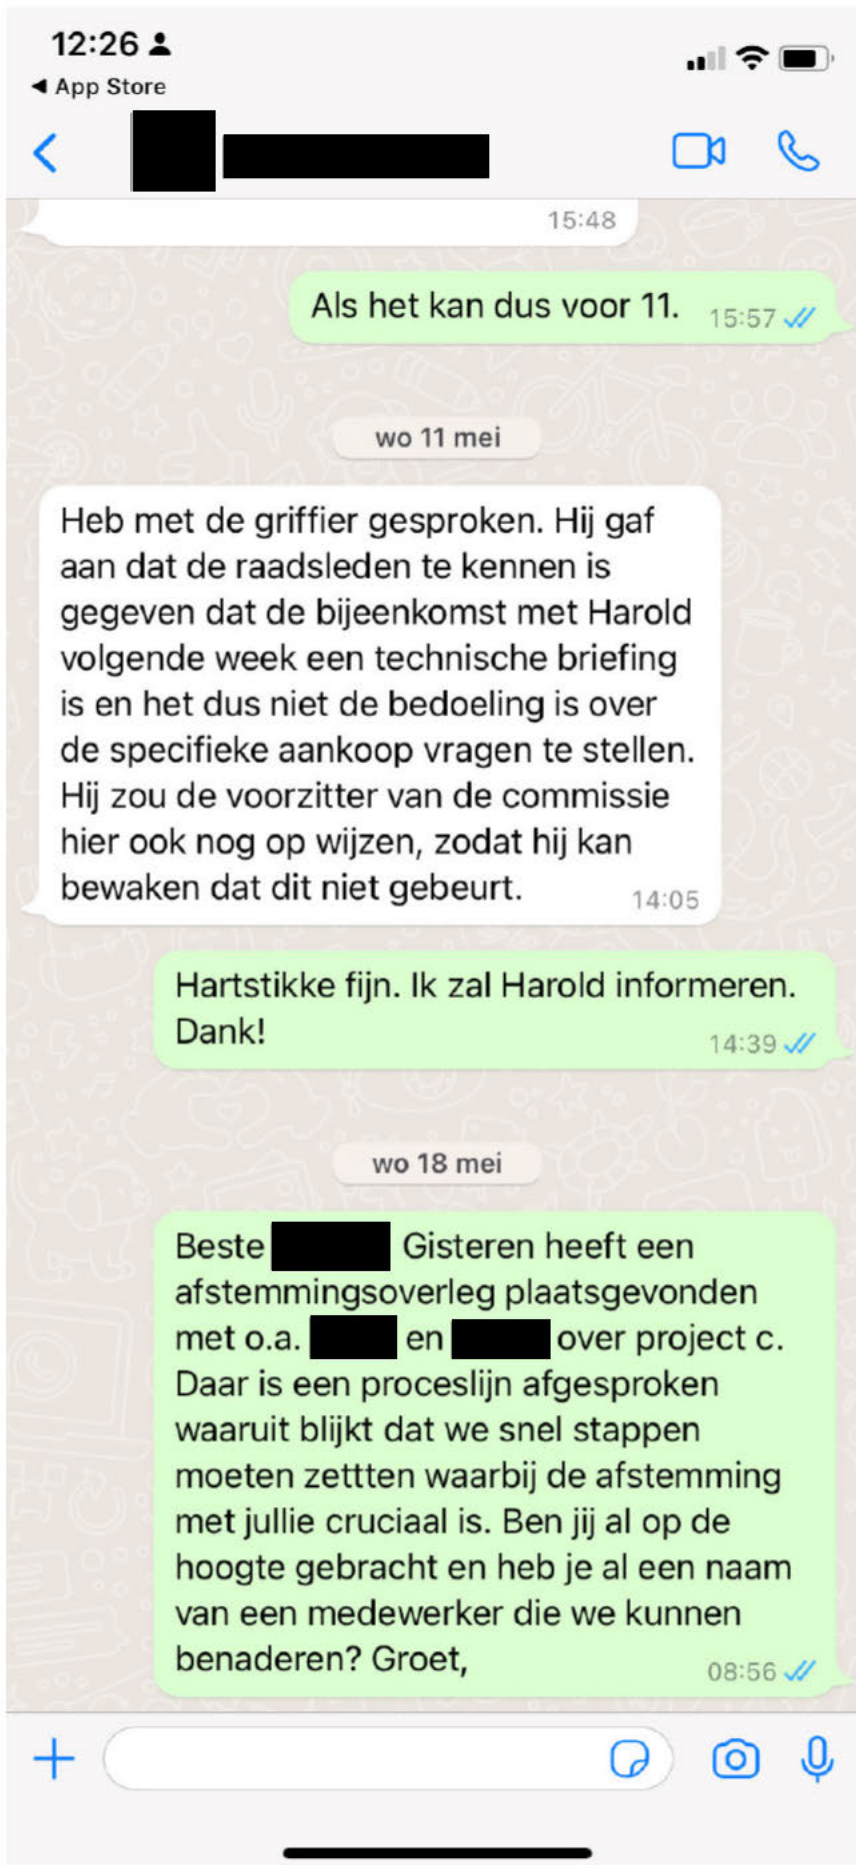 12:26
App Store
15:48
Als het kan dus voor 11. 15:57
wo 11 mei
Heb met de griffier gesproken. Hij gaf
aan dat de raadsleden te kennen is
gegeven dat de bijeenkomst met Harold
volgende week een technische briefing
is en het dus niet de bedoeling is over
de specifieke aankoop vragen te stellen.
Hij zou de voorzitter van de commissie
hier ook nog op wijzen, zodat hij kan
bewaken dat dit niet gebeurt. 14:05
Hartstikke fijn. Ik zal Harold informeren.
Dank! 14:39
wo 18 mei
Beste Gisteren heeft een
afstemmingsoverleg plaatsgevonden
met o.a. en over project c.
Daar is een proceslijn afgesproken
waaruit blijkt dat we snel stappen
moeten zettten waarbij de afstemming
met jullie cruciaal is. Ben jij al op de
hoogte gebracht en heb je al een naam
van een medewerker die we kunnen
benaderen? Groet, 08:56